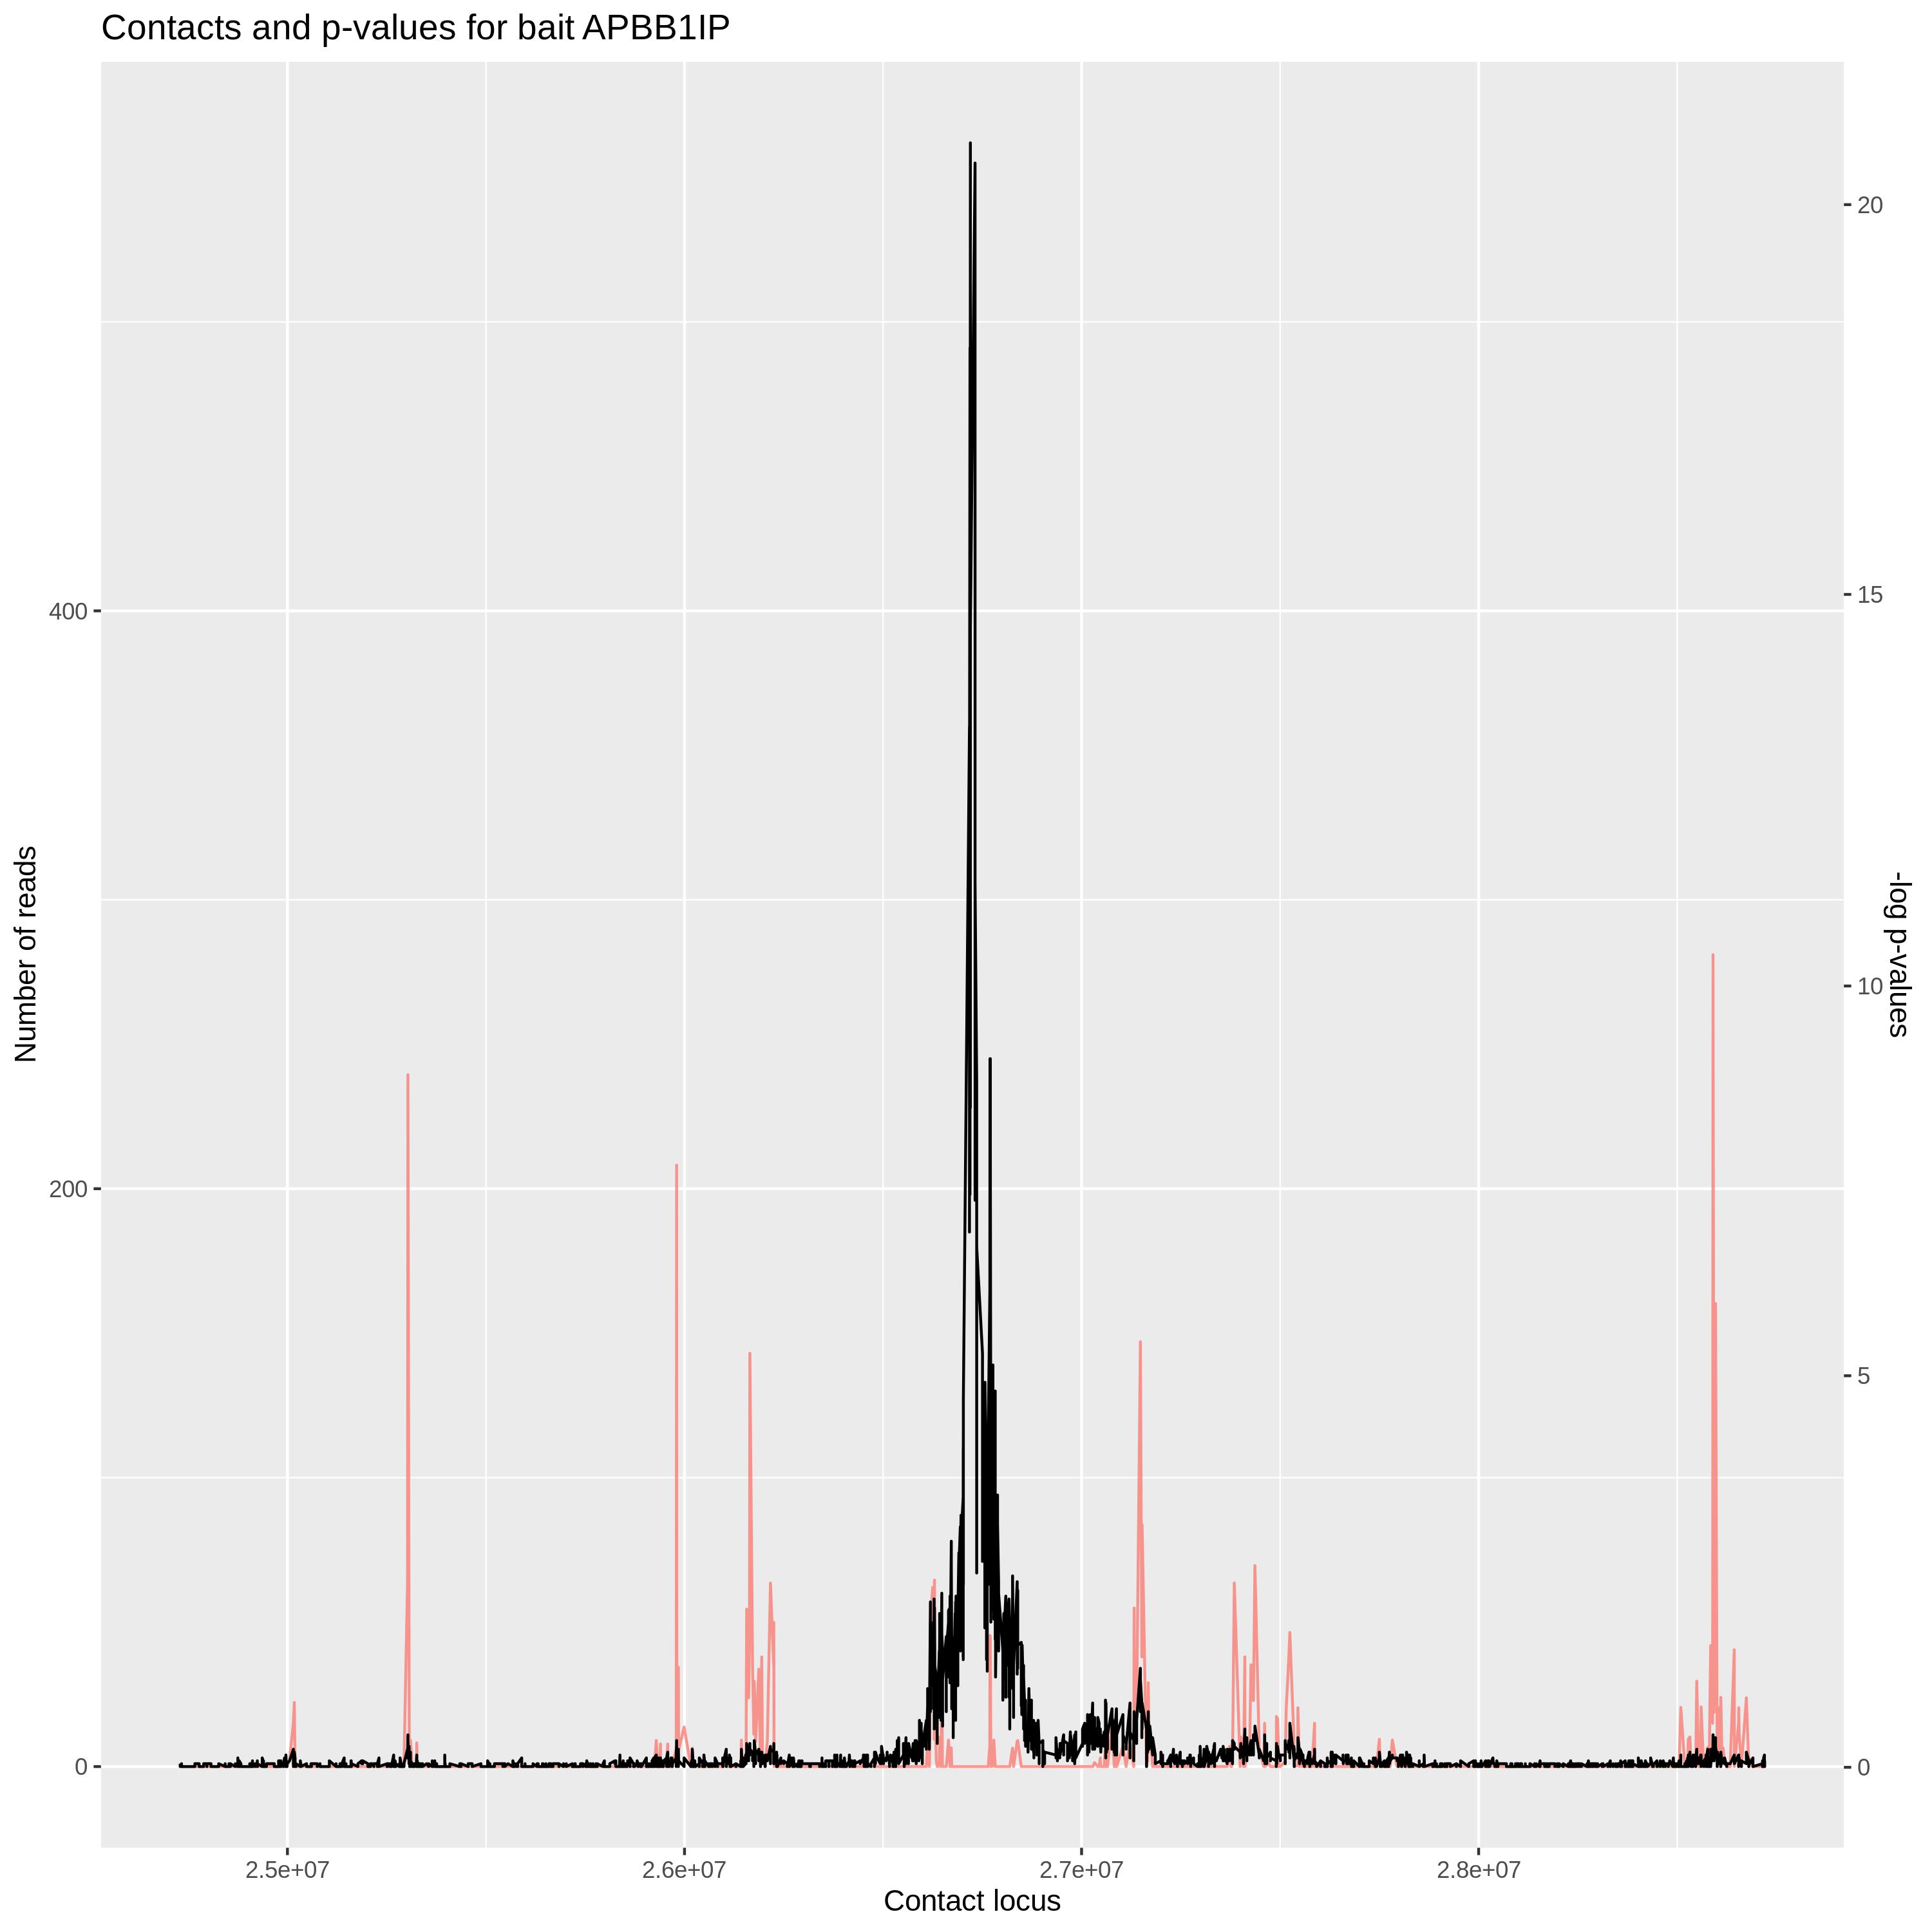 Contacts and p-values for bait APBB1IP
Number of reads
400
200
0
20
15
10
5
0
-log p-values
2.5e+07 2.6e+07 2.7e+07 2.8e+07
Contact locus